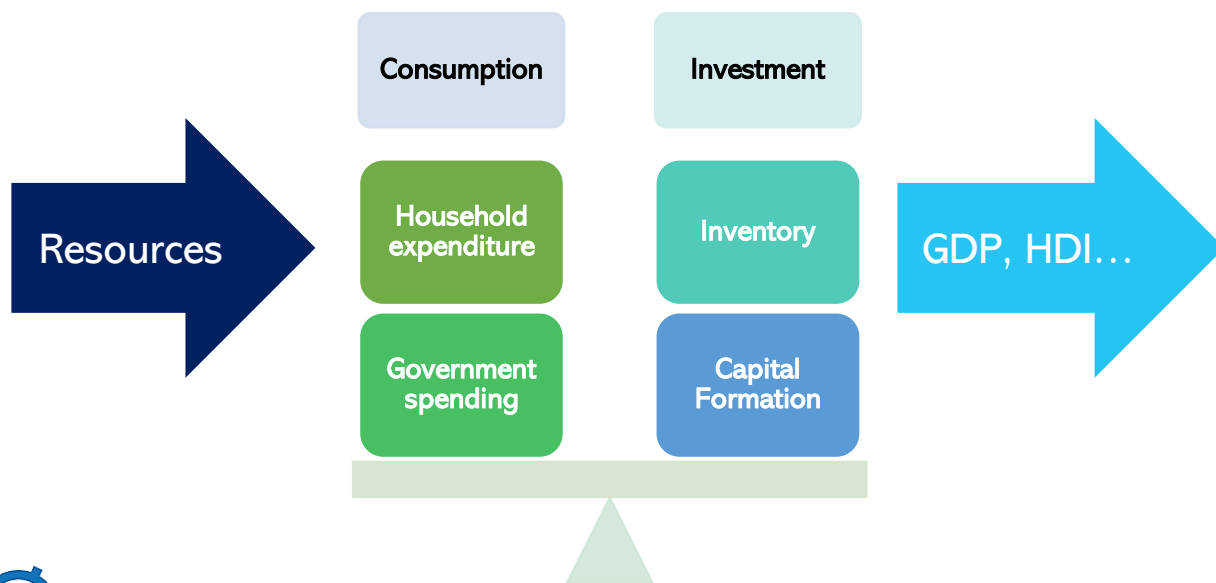 Consumption
Investment
Resources
Household
expenditure
Inventory
Government
spending
Capital
Formation
GDP, HDI...